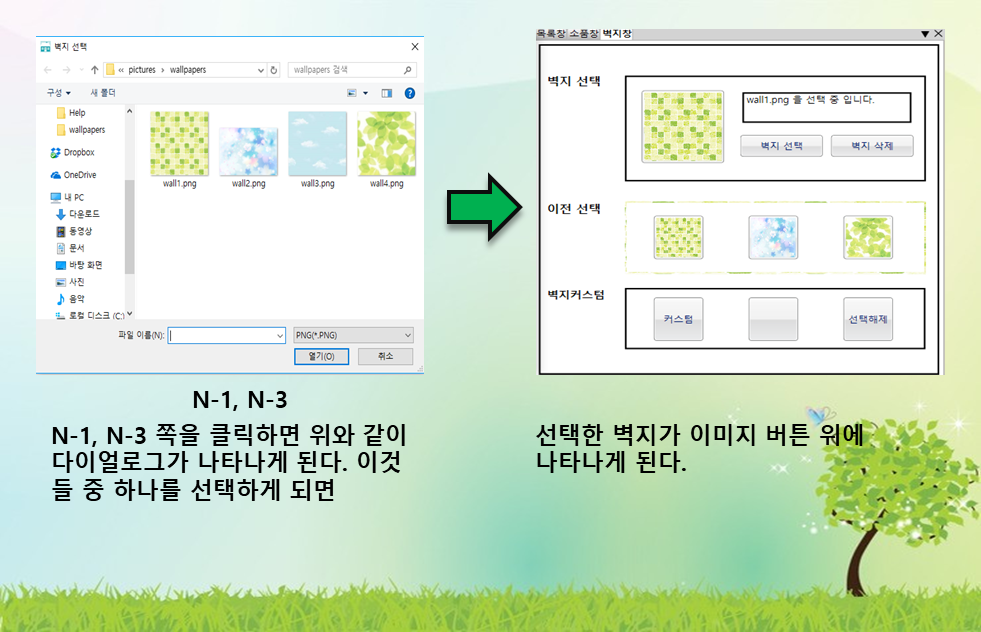 벽지 선택
« pictures › wallpapers
wallpapers 검색
구성
새 폴더
Help
wallpapers
Dropbox
OneDrive
내 PC
다운로드
동영상
문서
바탕 화면
사진
음악
로컬 디스크 (C:)
wall1.png
wall2.png
wall3.png
wall4.png
파일 이름(N):
PNG(*.PNG)
열기(O)
취소
N-1, N-3
N-1, N-3 쪽을 클릭하면 위와 같이
다이얼로그가 나타나게 된다. 이것
들 중 하나를 선택하게 되면
목록창 소품창 벽지창
벽지 선택
wall1.png 을 선택 중 입니다.
벽지 선택
벽지 삭제
이전 선택
벽지커스텀
커스텀
선택해제
선택한 벽지가 이미지 버튼 위에
나타나게 된다.